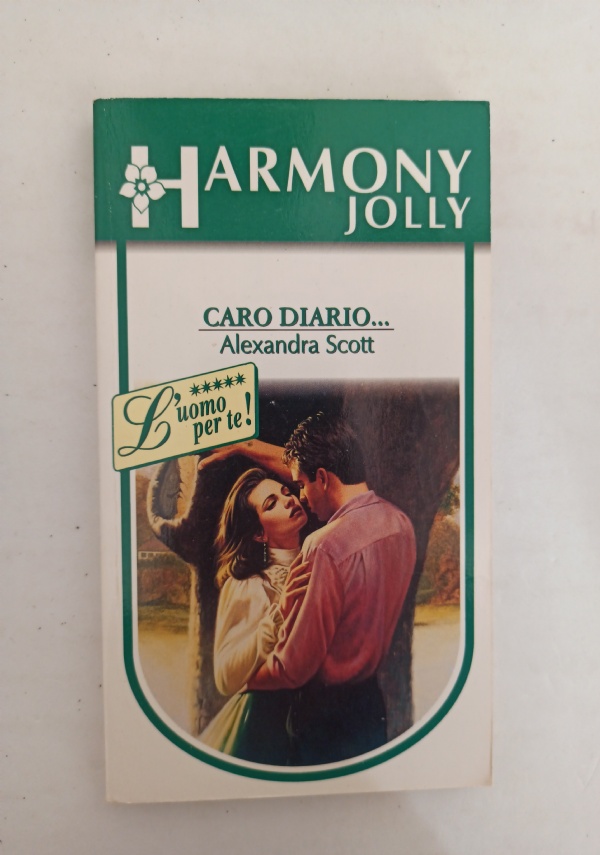 HARMONY
JOLLY
CARO DIARIO...
Alexandra Scott
L'uomo
per te!